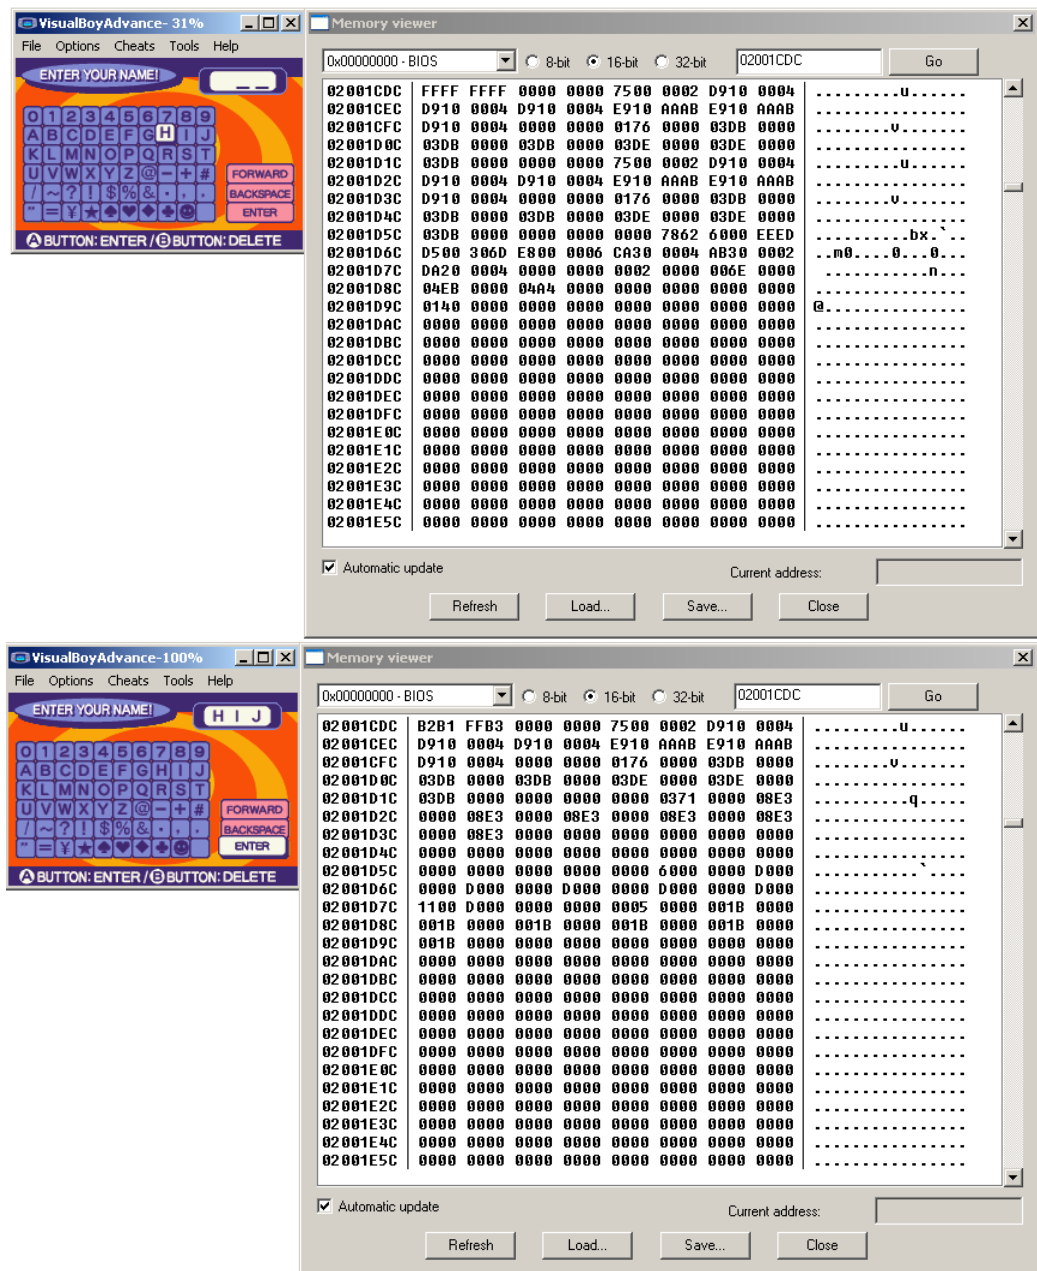 VisualBoyAdvance- 31%
File Options Cheats Tools Help
ENTER YOUR NAME!
_ _
0 1 2 3 4 5 6 7 8 9
A B C D E F G H I J
K L M N O P Q R S T
U V W X Y Z @ - + #
/ ~ ? ! $ % & · . ,
" = ¥ ★ ♠ ♥ ♦ ♣ ☻
FORWARD
BACKSPACE
ENTER
A BUTTON: ENTER / B BUTTON: DELETE
Memory viewer
0x00000000 - BIOS 8-bit 16-bit 32-bit 02001CDC Go
02001CDC FFFF FFFF 0000 0000 7500 0002 D910 0004 .........u......
02001CEC D910 0004 D910 0004 E910 AAAB E910 AAAB ................
02001CFC D910 0004 0000 0000 0176 0000 03DB 0000 ........v.......
02001D0C 03DB 0000 03DB 0000 03DE 0000 03DE 0000 ................
02001D1C 03DB 0000 0000 0000 7500 0002 D910 0004 .........u......
02001D2C D910 0004 D910 0004 E910 AAAB E910 AAAB ................
02001D3C D910 0004 0000 0000 0176 0000 03DB 0000 ........v.......
02001D4C 03DB 0000 03DB 0000 03DE 0000 03DE 0000 ................
02001D5C 03DB 0000 0000 0000 0000 7862 6000 EEED ..........bx.`..
02001D6C D500 306D E800 0006 CA30 0004 AB30 0002 ..m0....0...0...
02001D7C DA20 0004 0000 0000 0002 0000 006E 0000  ...........n...
02001D8C 04EB 0000 04A4 0000 0000 0000 0000 0000 ................
02001D9C 0140 0000 0000 0000 0000 0000 0000 0000 @...............
02001DAC 0000 0000 0000 0000 0000 0000 0000 0000 ................
02001DBC 0000 0000 0000 0000 0000 0000 0000 0000 ................
02001DCC 0000 0000 0000 0000 0000 0000 0000 0000 ................
02001DDC 0000 0000 0000 0000 0000 0000 0000 0000 ................
02001DEC 0000 0000 0000 0000 0000 0000 0000 0000 ................
02001DFC 0000 0000 0000 0000 0000 0000 0000 0000 ................
02001E0C 0000 0000 0000 0000 0000 0000 0000 0000 ................
02001E1C 0000 0000 0000 0000 0000 0000 0000 0000 ................
02001E2C 0000 0000 0000 0000 0000 0000 0000 0000 ................
02001E3C 0000 0000 0000 0000 0000 0000 0000 0000 ................
02001E4C 0000 0000 0000 0000 0000 0000 0000 0000 ................
02001E5C 0000 0000 0000 0000 0000 0000 0000 0000 ................
Automatic update Current address:
Refresh Load... Save... Close
VisualBoyAdvance-100%
File Options Cheats Tools Help
ENTER YOUR NAME!
H I J
0 1 2 3 4 5 6 7 8 9
A B C D E F G H I J
K L M N O P Q R S T
U V W X Y Z @ - + #
/ ~ ? ! $ % & · . ,
" = ¥ ★ ♠ ♥ ♦ ♣ ☻
FORWARD
BACKSPACE
ENTER
A BUTTON: ENTER / B BUTTON: DELETE
Memory viewer
0x00000000 - BIOS 8-bit 16-bit 32-bit 02001CDC Go
02001CDC B2B1 FFB3 0000 0000 7500 0002 D910 0004 .........u......
02001CEC D910 0004 D910 0004 E910 AAAB E910 AAAB ................
02001CFC D910 0004 0000 0000 0176 0000 03DB 0000 ........v.......
02001D0C 03DB 0000 03DB 0000 03DE 0000 03DE 0000 ................
02001D1C 03DB 0000 0000 0000 0000 0371 0000 08E3 ..........q.....
02001D2C 0000 08E3 0000 08E3 0000 08E3 0000 08E3 ................
02001D3C 0000 08E3 0000 0000 0000 0000 0000 0000 ................
02001D4C 0000 0000 0000 0000 0000 0000 0000 0000 ................
02001D5C 0000 0000 0000 0000 0000 6000 0000 D000 ...........`....
02001D6C 0000 D000 0000 D000 0000 D000 0000 D000 ................
02001D7C 1100 D000 0000 0000 0005 0000 001B 0000 ................
02001D8C 001B 0000 001B 0000 001B 0000 001B 0000 ................
02001D9C 001B 0000 0000 0000 0000 0000 0000 0000 ................
02001DAC 0000 0000 0000 0000 0000 0000 0000 0000 ................
02001DBC 0000 0000 0000 0000 0000 0000 0000 0000 ................
02001DCC 0000 0000 0000 0000 0000 0000 0000 0000 ................
02001DDC 0000 0000 0000 0000 0000 0000 0000 0000 ................
02001DEC 0000 0000 0000 0000 0000 0000 0000 0000 ................
02001DFC 0000 0000 0000 0000 0000 0000 0000 0000 ................
02001E0C 0000 0000 0000 0000 0000 0000 0000 0000 ................
02001E1C 0000 0000 0000 0000 0000 0000 0000 0000 ................
02001E2C 0000 0000 0000 0000 0000 0000 0000 0000 ................
02001E3C 0000 0000 0000 0000 0000 0000 0000 0000 ................
02001E4C 0000 0000 0000 0000 0000 0000 0000 0000 ................
02001E5C 0000 0000 0000 0000 0000 0000 0000 0000 ................
Automatic update Current address:
Refresh Load... Save... Close